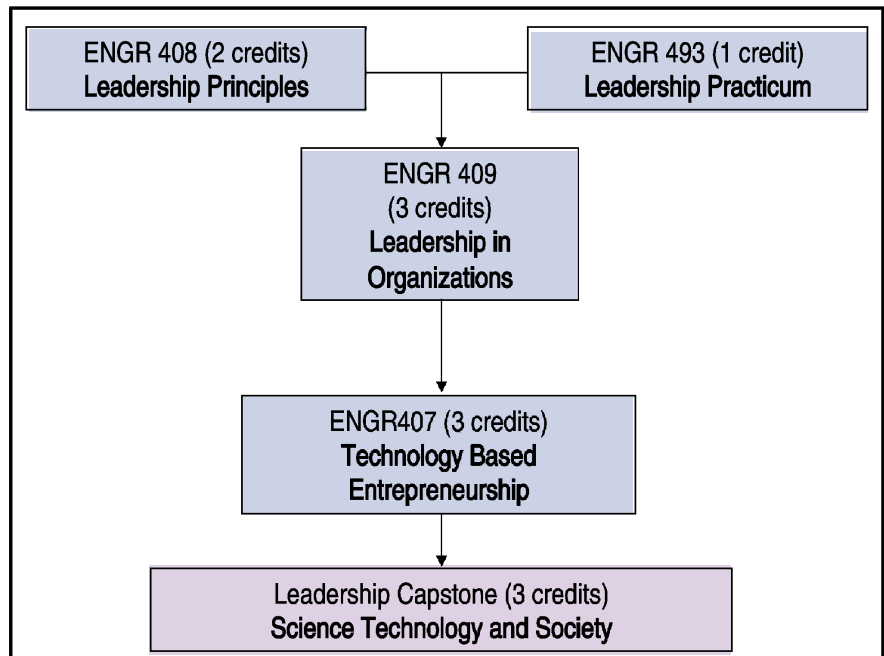 ENGR 408 (2 credits)
Leadership Principles
ENGR 493 (1 credit)
Leadership Practicum
ENGR 409
(3 credits)
Leadership in
Organizations
ENGR407 (3 credits)
Technology Based
Entrepreneurship
Leadership Capstone (3 credits)
Science Technology and Society